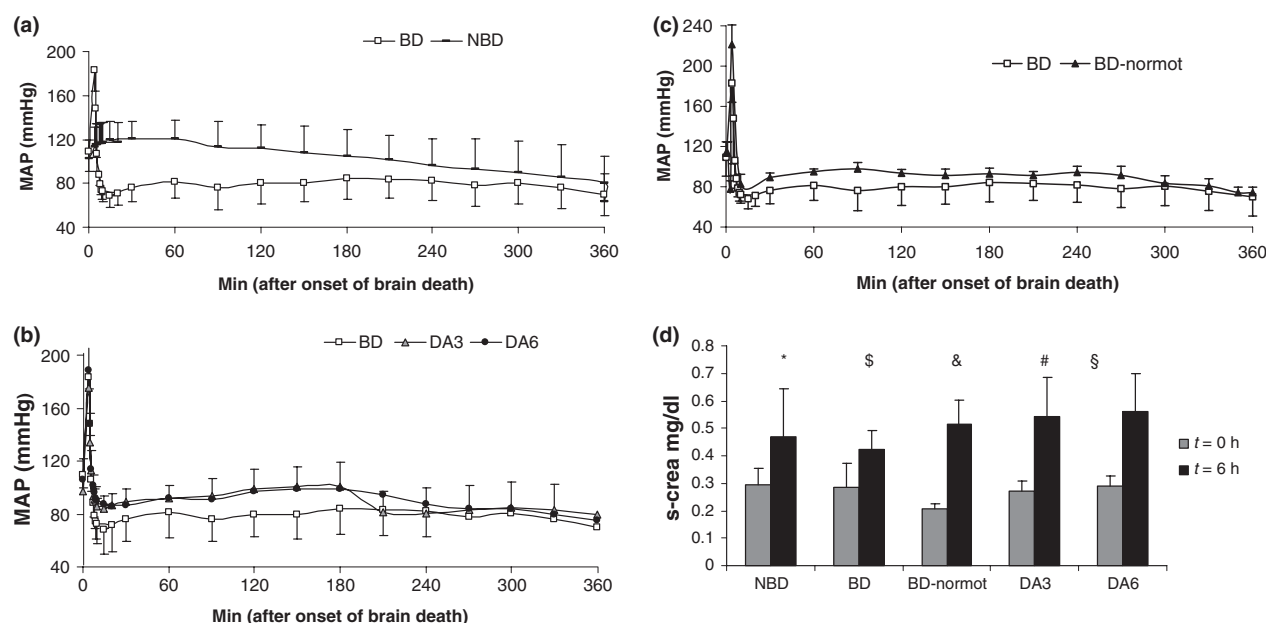 (a)
BD NBD
200
160
120
80
40
MAP (mmHg)
0 60 120 180 240 300 360
Min (after onset of brain death)
(b)
BD DA3 DA6
200
160
120
80
40
MAP (mmHg)
0 60 120 180 240 300 360
Min (after onset of brain death)
(c)
BD BD-normot
240
200
160
120
80
40
MAP (mmHg)
0 60 120 180 240 300 360
Min (after onset of brain death)
(d)
0.8
0.7
0.6
0.5
0.4
0.3
0.2
0.1
0
s-crea mg/dl
* $ & # §
NBD BD BD-normot DA3 DA6
t = 0 h
t = 6 h